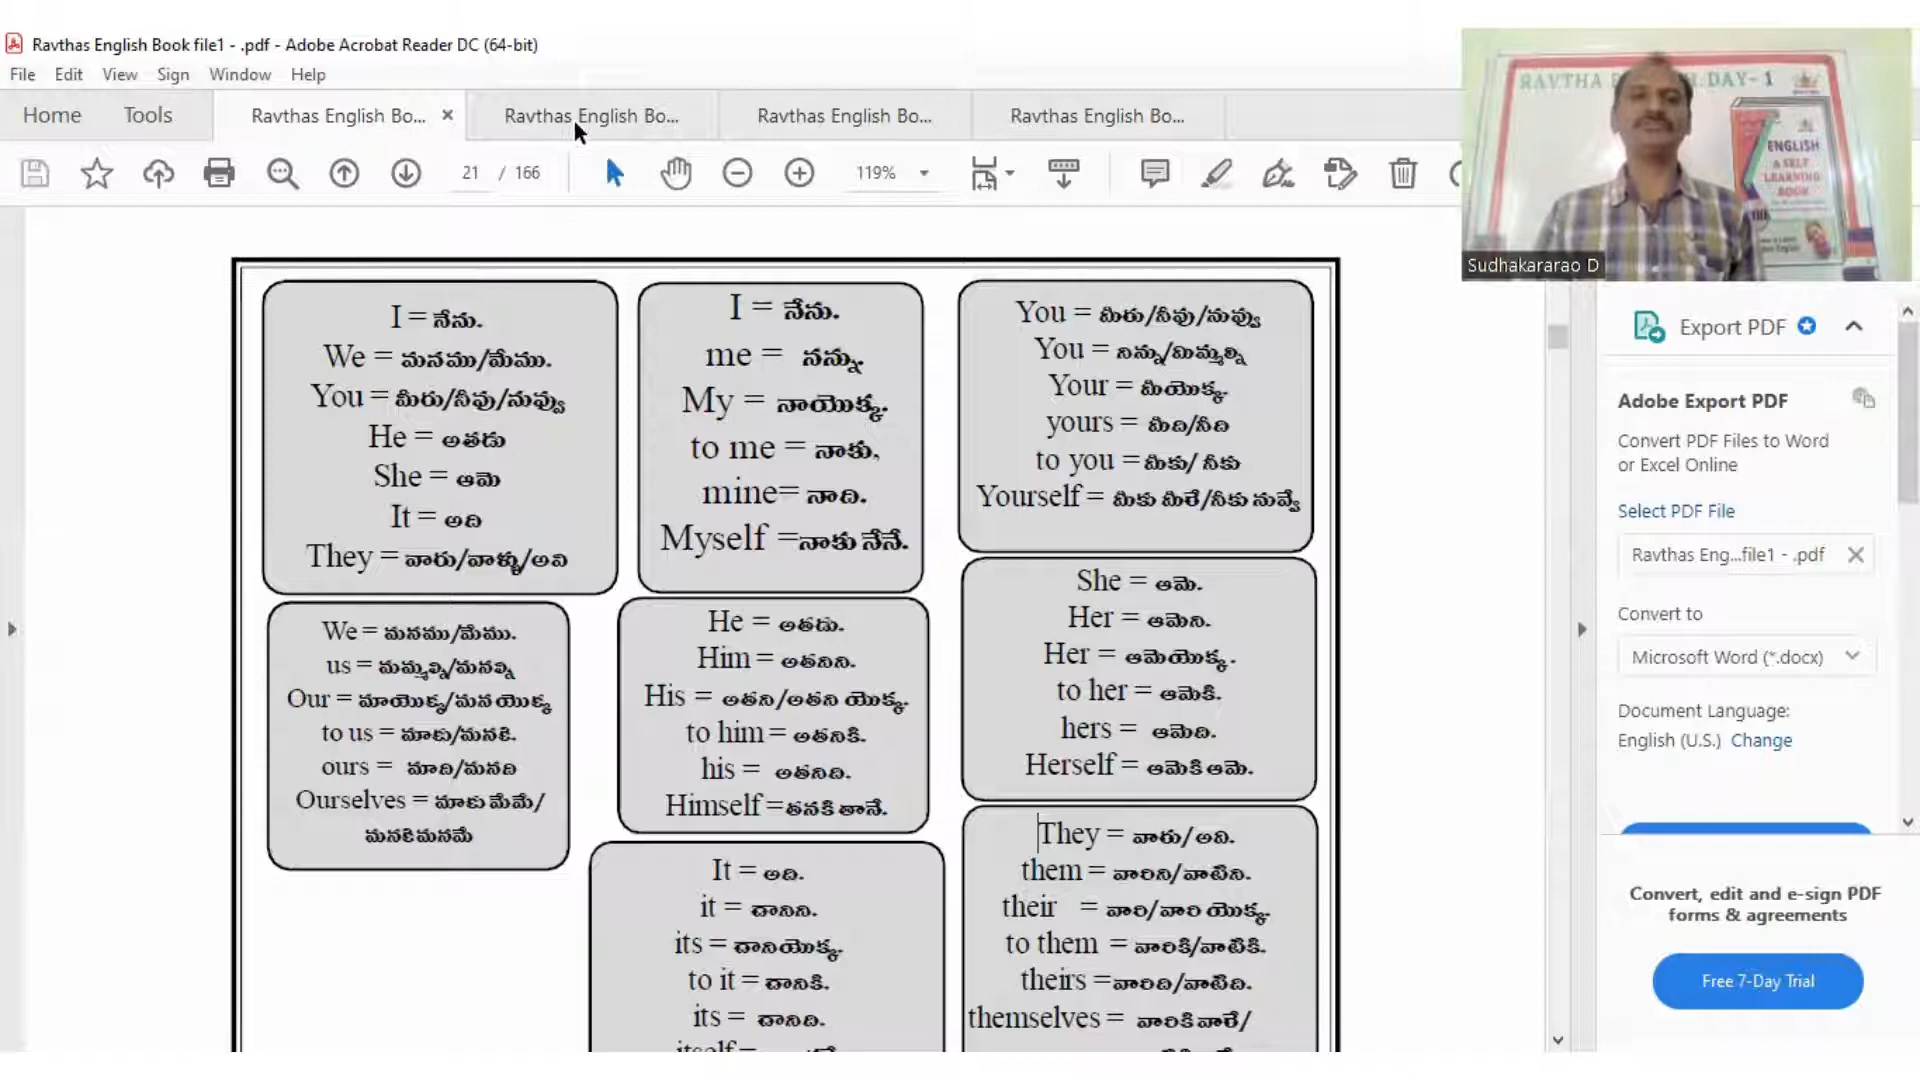 Ravthas English Book file1 - .pdf - Adobe Acrobat Reader DC (64-bit)
File Edit View Sign Window Help
Home Tools Ravthas English Bo... × Ravthas English Bo... Ravthas English Bo... Ravthas English Bo...
21 / 166 119%
RAVTHA DAY- 1
ENGLISH
A SELF
LEARNING
BOOK
Sudhakararao D
I = నేను.
We = మనము/మేము.
You = మీరు/నీవు/నువ్వు
He = అతడు
She = ఆమె
It = అది
They = వారు/వాళ్ళు/అవి
I = నేను.
me = నన్ను.
My = నాయొక్క.
to me = నాకు.
mine= నాది.
Myself =నాకు నేనే.
You = మీరు/నీవు/నువ్వు
You = నిన్ను/మిమ్మల్ని
Your = మీయొక్క.
yours = మీది/నీది
to you =మీకు/ నీకు
Yourself = మీకు మీరే/నీకు నువ్వే
We = మనము/మేము.
us = మమ్మల్ని/మనల్ని
Our = మాయొక్క/మన యొక్క
to us = మాకు/మనకి.
ours = మాది/మనది
Ourselves = మాకు మేమే/
మనకిమనమే
He = అతడు.
Him = అతనిని.
His = అతని/అతని యొక్క.
to him = అతనికి.
his = అతనిది.
Himself =తనకి తానే.
She = ఆమె.
Her = ఆమెని.
Her = ఆమెయొక్క.
to her = ఆమెకి.
hers = ఆమెది.
Herself = ఆమెకి ఆమె.
It = అది.
it = దానిని.
its = దానియొక్క.
to it = దానికి.
its = దానిది.
itself=
They = వారు/అవి.
them = వారిని/వాటిని.
their = వారి/వారి యొక్క.
to them = వారికి/వాటికి.
theirs =వారిది/వాటిది.
themselves = వారికి వారే/
Export PDF
Adobe Export PDF
Convert PDF Files to Word
or Excel Online
Select PDF File
Ravthas Eng...file1 - .pdf
Convert to
Microsoft Word (*.docx)
Document Language:
English (U.S.) Change
Convert, edit and e-sign PDF
forms & agreements
Free 7-Day Trial